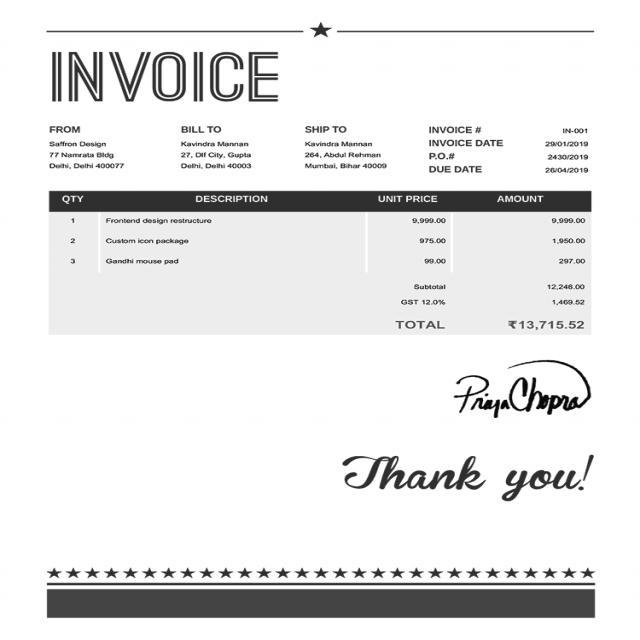 INVOICE
FROM
Saffron Design
77 Namrata Bldg
Delhi, Delhi 400077
BILL TO
Kavindra Mannan
27, Dlf City, Gupta
Delhi, Delhi 40003
SHIP TO
Kavindra Mannan
264, Abdul Rehman
Mumbai, Bihar 40009
INVOICE # IN-001
INVOICE DATE 29/01/2019
P.O.# 2430/2019
DUE DATE 26/04/2019
QTY DESCRIPTION UNIT PRICE AMOUNT
1 Frontend design restructure 9,999.00 9,999.00
2 Custom icon package 975.00 1,950.00
3 Gandhi mouse pad 99.00 297.00
Subtotal 12,246.00
GST 12.0% 1,469.52
TOTAL ₹13,715.52
Priya Chopra
Thank you!